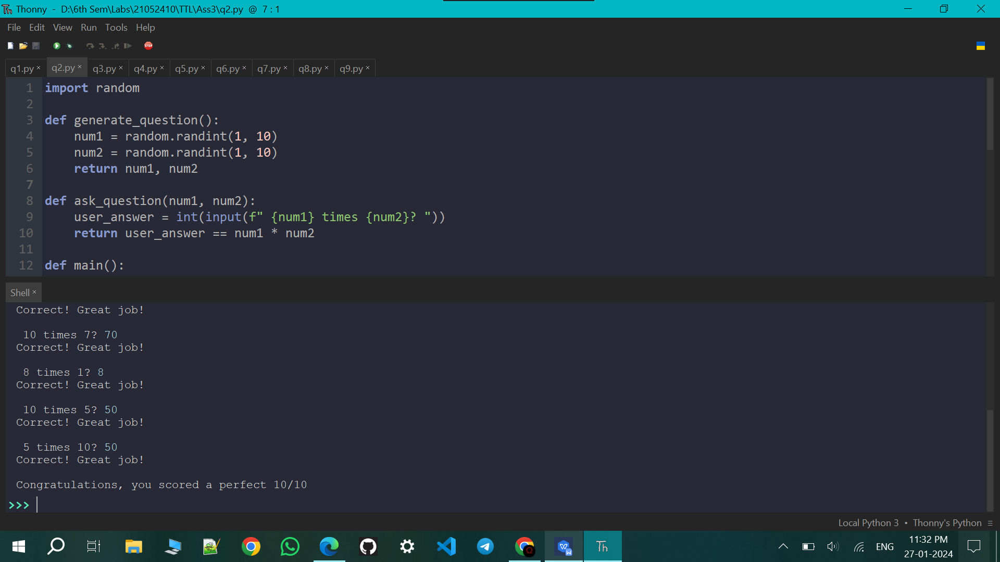 Th Thonny - D:\6th Sem\Labs\21052410\TTL\Ass3\q2.py @ 7 : 1
File Edit View Run Tools Help
STOP
q1.py × q2.py × q3.py × q4.py × q5.py × q6.py × q7.py × q8.py × q9.py ×
1 import random
2
3 def generate_question():
4     num1 = random.randint(1, 10)
5     num2 = random.randint(1, 10)
6     return num1, num2
7
8 def ask_question(num1, num2):
9     user_answer = int(input(f" {num1} times {num2}? "))
10     return user_answer == num1 * num2
11
12 def main():
Shell ×
Correct! Great job!
10 times 7? 70
Correct! Great job!
8 times 1? 8
Correct! Great job!
10 times 5? 50
Correct! Great job!
5 times 10? 50
Correct! Great job!
Congratulations, you scored a perfect 10/10
>>>
Local Python 3 • Thonny's Python ≡
Th ENG 11:32 PM
27-01-2024